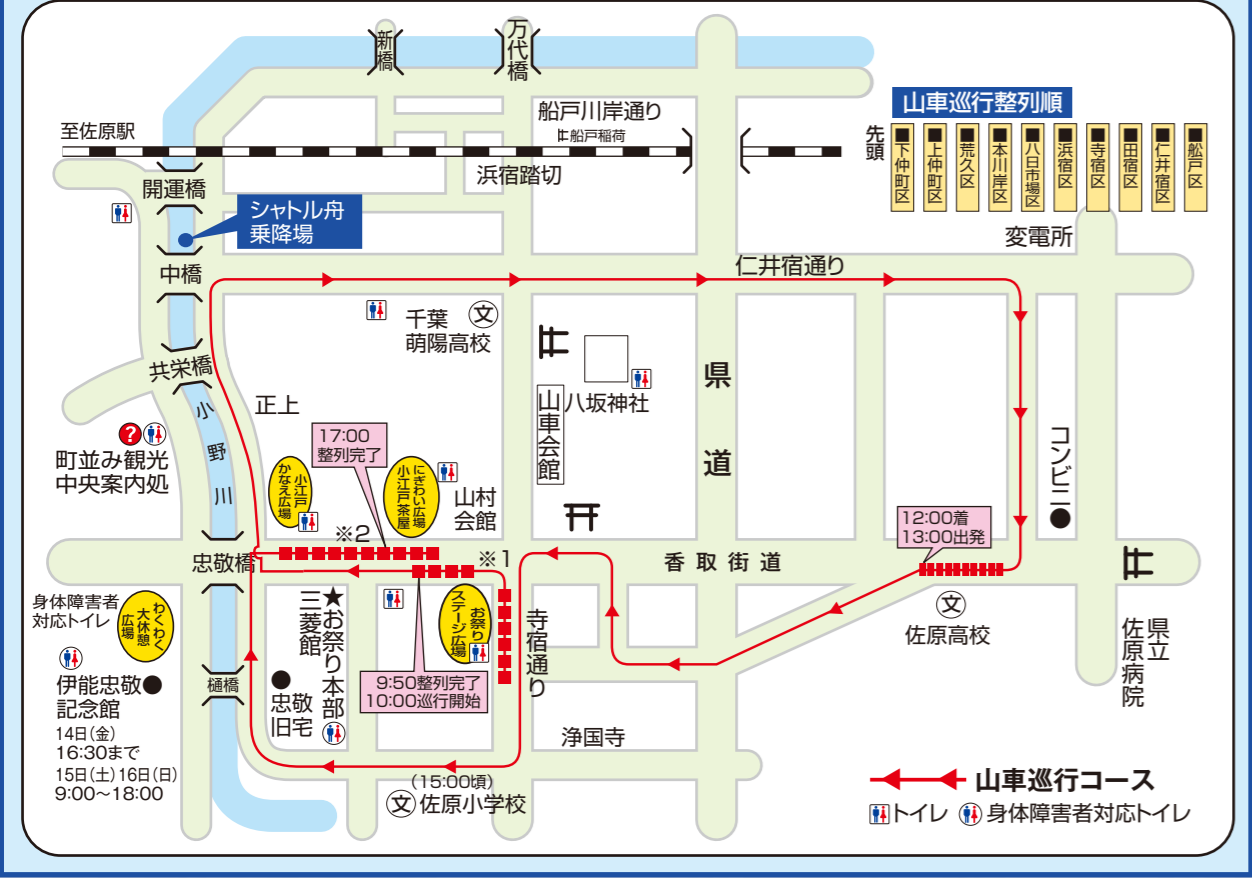 新橋
万代橋
船戸川岸通り
船戸稲荷
至佐原駅
浜宿踏切
山車巡行整列順
先頭
■下仲町区
■上仲町区
■荒久区
■本川岸区
■八日市場区
■浜宿区
■寺宿区
■田宿区
■仁井宿区
■船戸区
開運橋
シャトル舟
乗降場
中橋
変電所
仁井宿通り
千葉
萌陽高校
文
共栄橋
小野川
正上
八坂神社
山車会館
県道
?
町並み観光
中央案内処
17:00
整列完了
小江戸
かなえ広場
にぎわい広場
小江戸茶屋
山村
会館
コンビニ●
12:00着
13:00出発
※2
※1
忠敬橋
香取街道
身体障害者
対応トイレ
わくわく
大休憩
広場
★お祭り本部
三菱館
お祭り
ステージ広場
寺宿通り
文
佐原高校
県立
佐原病院
9:50整列完了
10:00巡行開始
樋橋
●
忠敬
旧宅
伊能忠敬●
記念館
14日(金)
16:30まで
15日(土)16日(日)
9:00〜18:00
浄国寺
(15:00頃)
文佐原小学校
山車巡行コース
トイレ 身体障害者対応トイレ